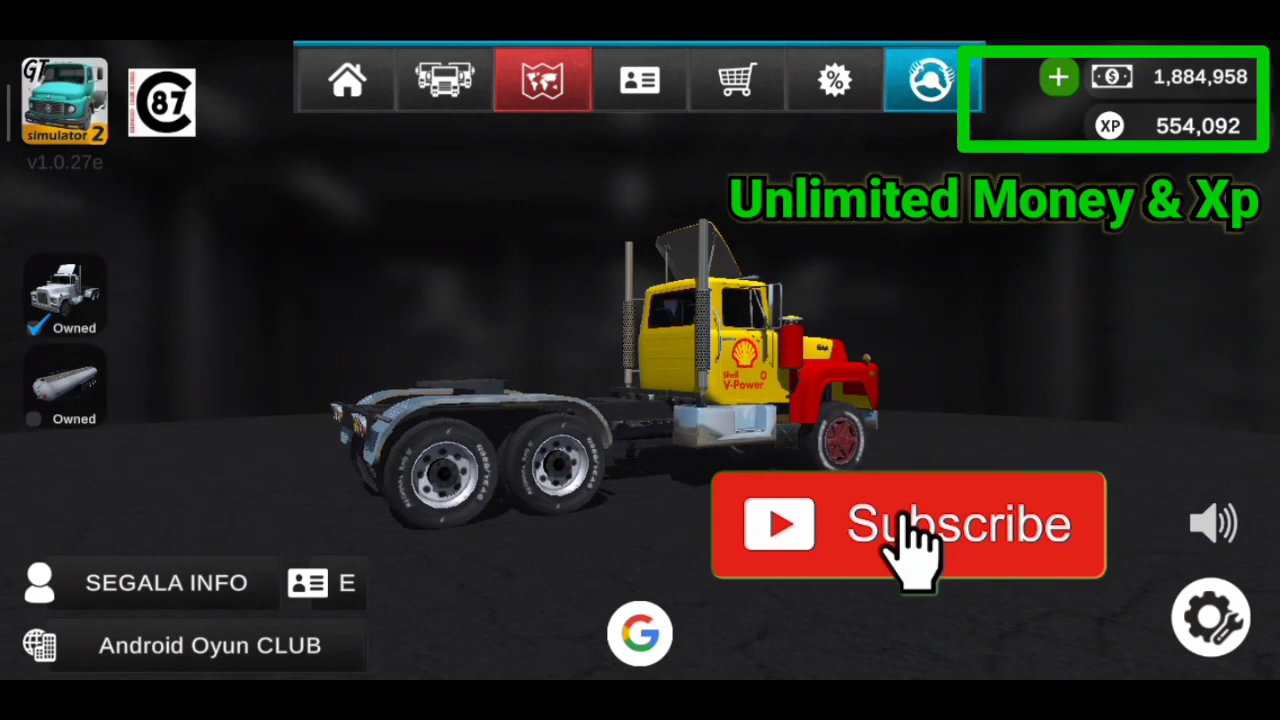 GT
simulator 2
C87
v1.0.27e
%
1,884,958
XP
554,092
Unlimited Money & Xp
Owned
Owned
Shell
V-Power
Subscribe
SEGALA INFO
E
Android Oyun CLUB
G